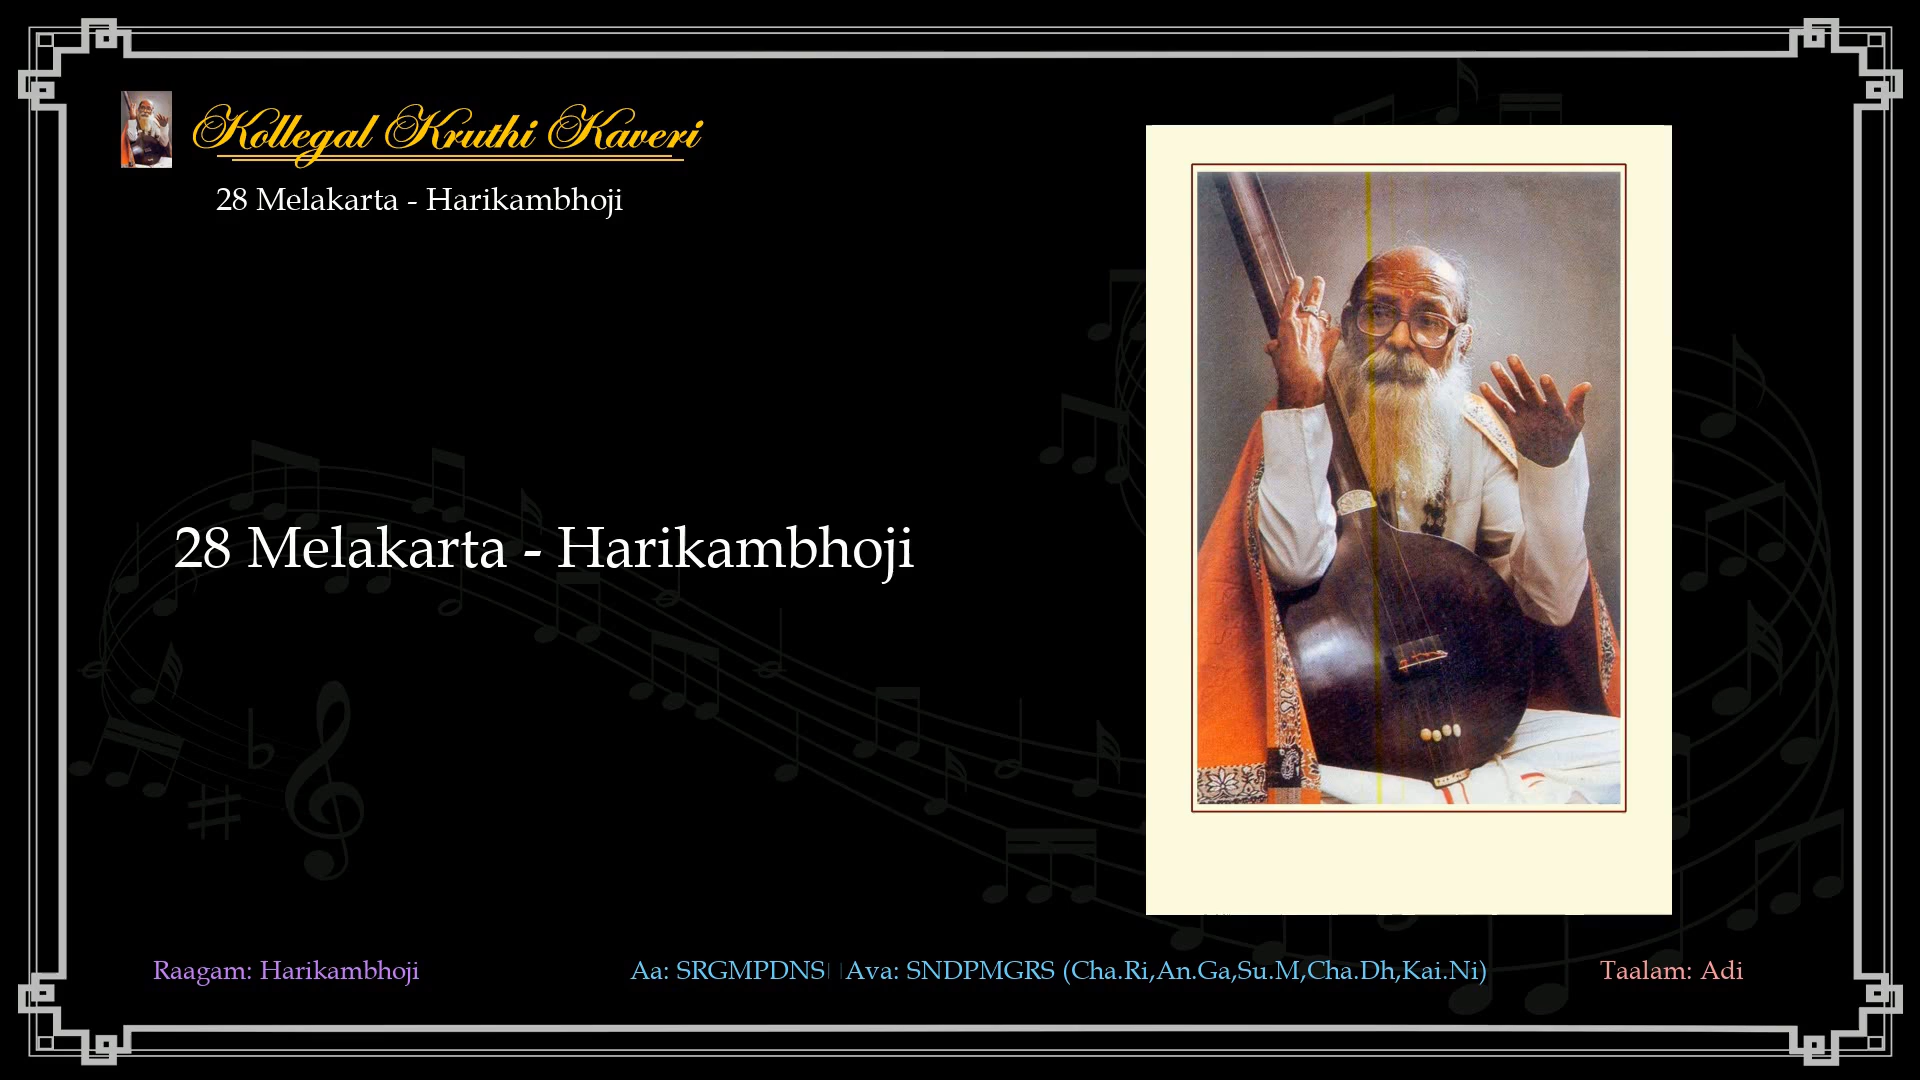 Kollegal Kruthi Kaveri
28 Melakarta - Harikambhoji
28 Melakarta - Harikambhoji
Raagam: Harikambhoji
Aa: SRGMPDNS Ava: SNDPMGRS (Cha.Ri,An.Ga,Su.M,Cha.Dh,Kai.Ni)
Taalam: Adi